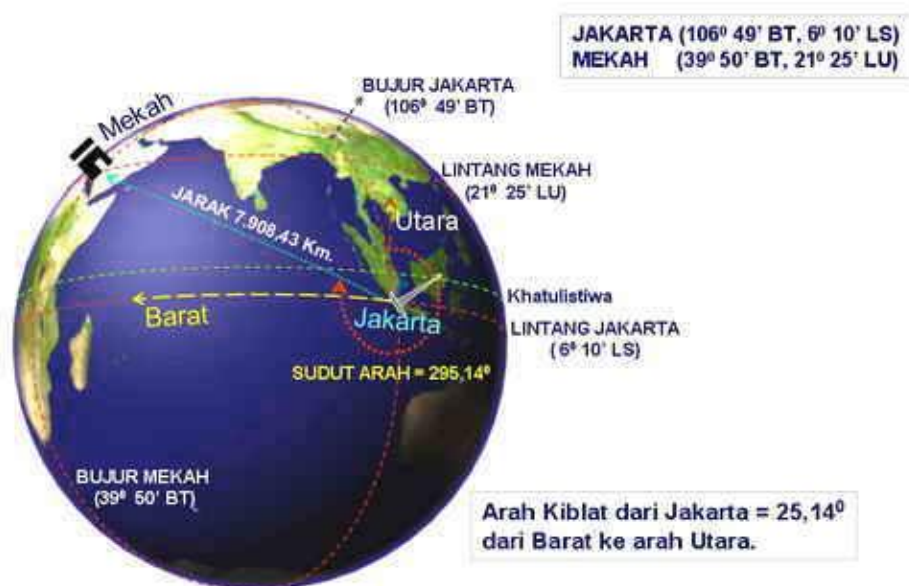 JAKARTA (106⁰ 49' BT, 6⁰ 10' LS)
MEKAH (39⁰ 50' BT, 21⁰ 25' LU)
BUJUR JAKARTA
(106⁰ 49' BT)
Mekah
LINTANG MEKAH
(21⁰ 25' LU)
JARAK 7.908,43 Km.
Utara
Khatulistiwa
Barat
Jakarta
LINTANG JAKARTA
(6⁰ 10' LS)
SUDUT ARAH = 295,14⁰
BUJUR MEKAH
(39⁰ 50' BT)
Arah Kiblat dari Jakarta = 25,14⁰
dari Barat ke arah Utara.